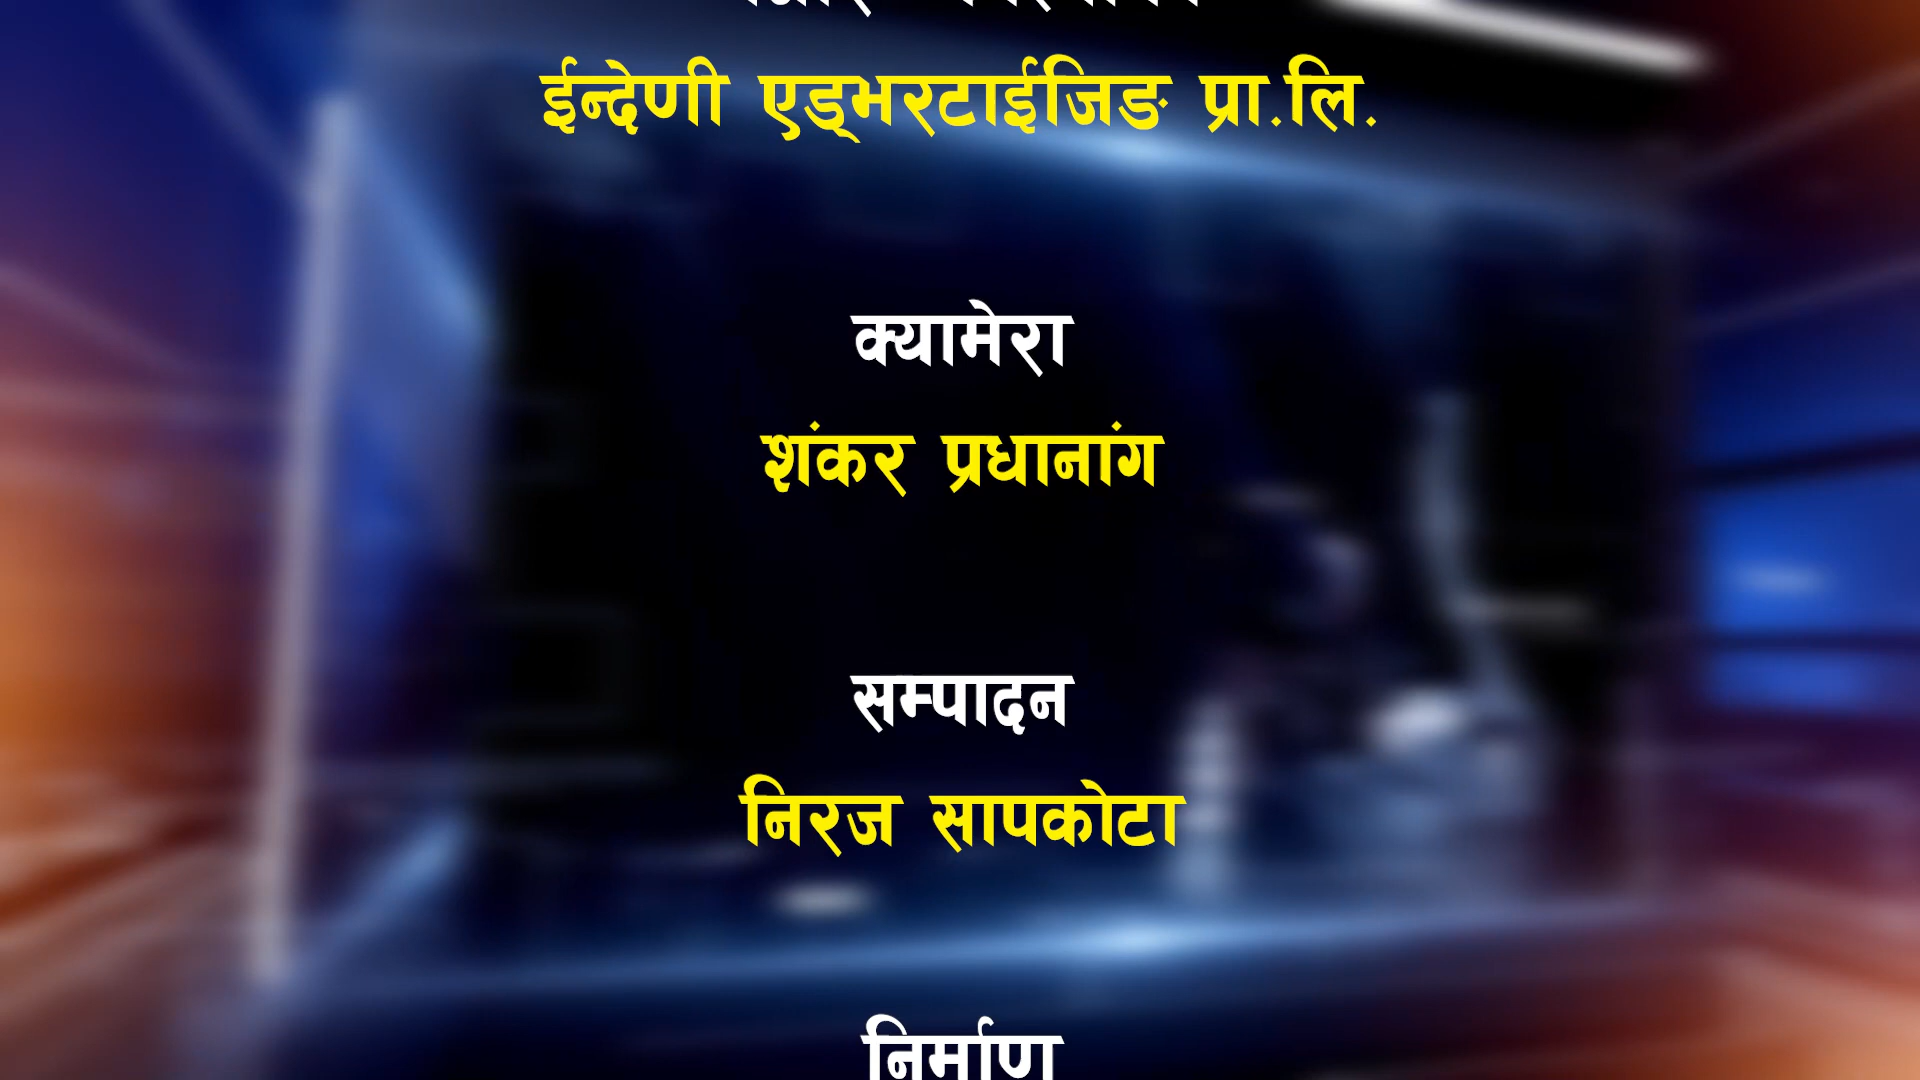 ईन्द्रेणी एड्भरटाईजिङ प्रा.लि.
क्यामेरा
शंकर प्रधानांग
सम्पादन
निरज सापकोटा
निर्माण